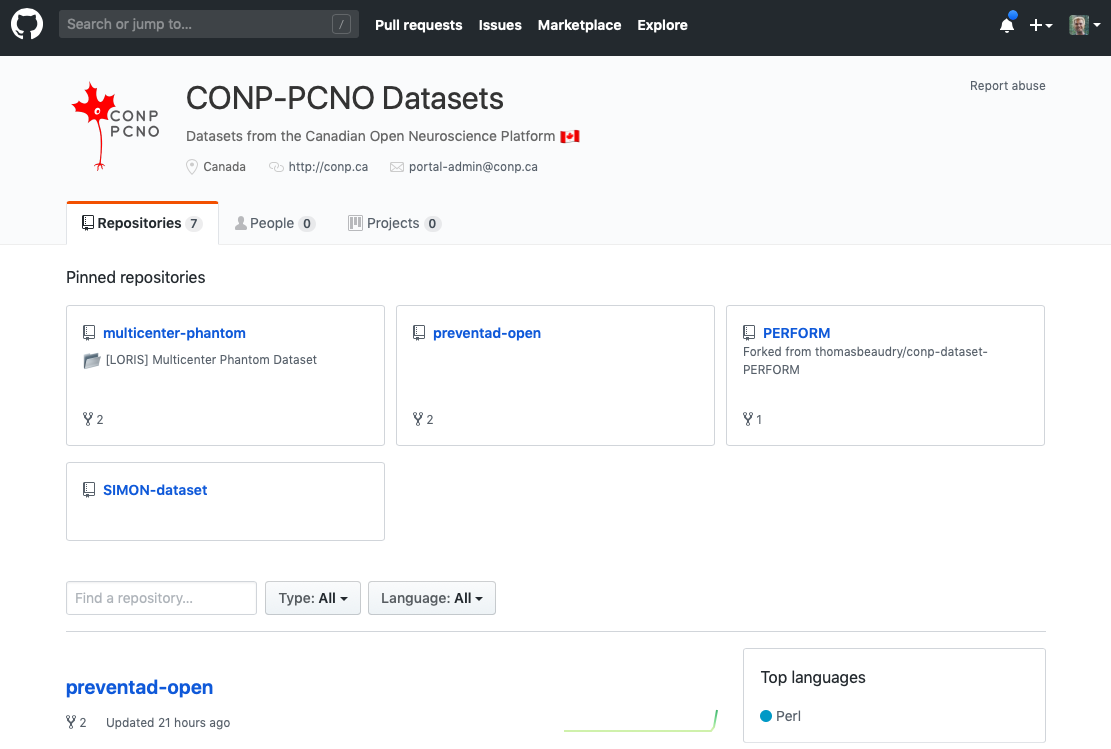 Search or jump to...
/
Pull requests
Issues
Marketplace
Explore
CONP
PCNO
CONP-PCNO Datasets
Report abuse
Datasets from the Canadian Open Neuroscience Platform
Canada
http://conp.ca
portal-admin@conp.ca
Repositories 7
People 0
Projects 0
Pinned repositories
multicenter-phantom
[LORIS] Multicenter Phantom Dataset
2
preventad-open
2
PERFORM
Forked from thomasbeaudry/conp-dataset-
PERFORM
1
SIMON-dataset
Find a repository...
Type: All
Language: All
preventad-open
2 Updated 21 hours ago
Top languages
Perl